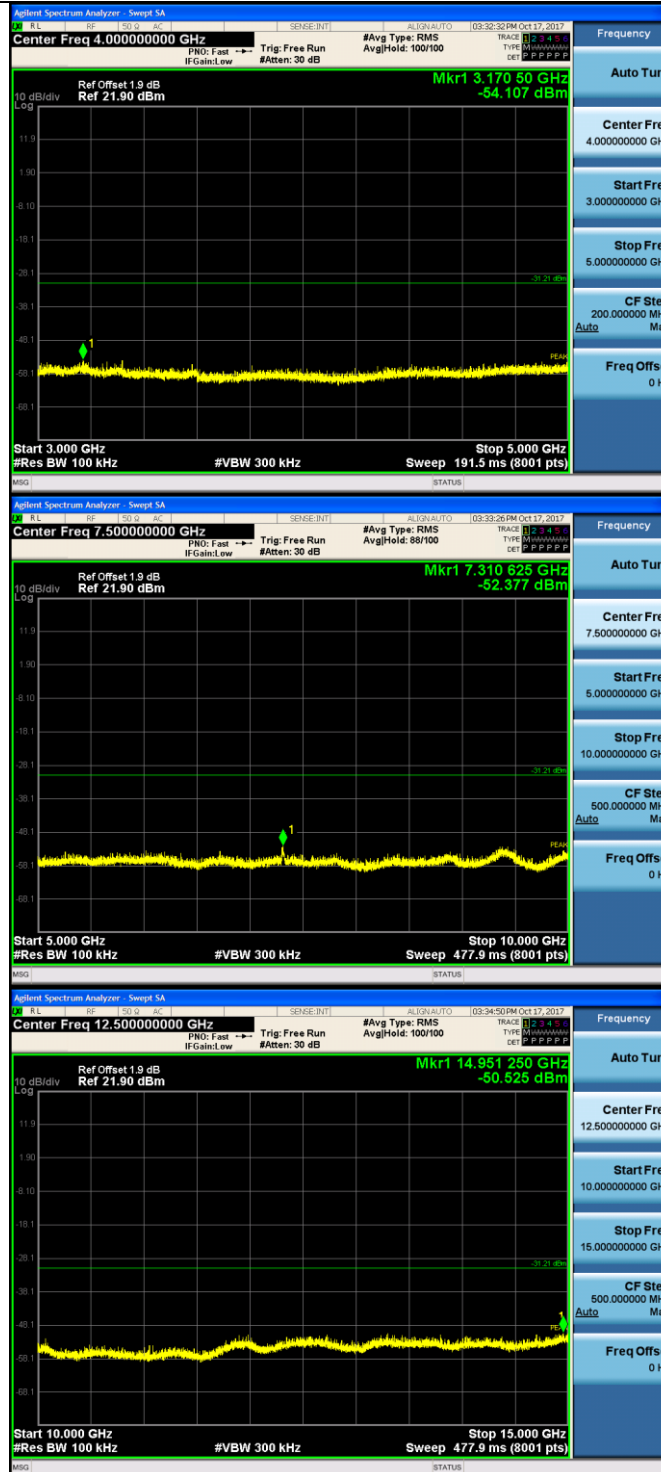 Agilent Spectrum Analyzer - Swept SA
RL RF 50 Ω AC SENSE:INT ALIGN AUTO 03:32:32 PM Oct 17, 2017
Center Freq 4.000000000 GHz #Avg Type: RMS TRACE 1 2 3 4 5 6
PNO: Fast Trig: Free Run Avg|Hold: 100/100 TYPE M
IFGain:Low #Atten: 30 dB DET P P P P P P
Frequency
Auto Tun
Ref Offset 1.9 dB Mkr1 3.170 50 GHz
10 dB/div Ref 21.90 dBm -54.107 dBm
Log
11.9
1.90
-8.10
-18.1
-28.1
-38.1
-48.1
-58.1
-68.1
-31.21 dBm
1
PEAK
Center Fre
4.000000000 GH
Start Fre
3.000000000 GH
Stop Fre
5.000000000 GH
CF Ste
200.000000 MH
Auto Ma
Freq Offs
0 H
Start 3.000 GHz Stop 5.000 GHz
#Res BW 100 kHz #VBW 300 kHz Sweep 191.5 ms (8001 pts)
MSG STATUS
Agilent Spectrum Analyzer - Swept SA
RL RF 50 Ω AC SENSE:INT ALIGN AUTO 03:33:26 PM Oct 17, 2017
Center Freq 7.500000000 GHz #Avg Type: RMS TRACE 1 2 3 4 5 6
PNO: Fast Trig: Free Run Avg|Hold: 88/100 TYPE M
IFGain:Low #Atten: 30 dB DET P P P P P P
Frequency
Auto Tun
Ref Offset 1.9 dB Mkr1 7.310 625 GHz
10 dB/div Ref 21.90 dBm -52.377 dBm
Log
11.9
1.90
-8.10
-18.1
-28.1
-38.1
-48.1
-58.1
-68.1
-31.21 dBm
1
PEAK
Center Fre
7.500000000 GH
Start Fre
5.000000000 GH
Stop Fre
10.000000000 GH
CF Ste
500.000000 MH
Auto Ma
Freq Offs
0 H
Start 5.000 GHz Stop 10.000 GHz
#Res BW 100 kHz #VBW 300 kHz Sweep 477.9 ms (8001 pts)
MSG STATUS
Agilent Spectrum Analyzer - Swept SA
RL RF 50 Ω AC SENSE:INT ALIGN AUTO 03:34:50 PM Oct 17, 2017
Center Freq 12.500000000 GHz #Avg Type: RMS TRACE 1 2 3 4 5 6
PNO: Fast Trig: Free Run Avg|Hold: 100/100 TYPE M
IFGain:Low #Atten: 30 dB DET P P P P P P
Frequency
Auto Tun
Ref Offset 1.9 dB Mkr1 14.951 250 GHz
10 dB/div Ref 21.90 dBm -50.525 dBm
Log
11.9
1.90
-8.10
-18.1
-28.1
-38.1
-48.1
-58.1
-68.1
-31.21 dBm
1
PEAK
Center Fre
12.500000000 GH
Start Fre
10.000000000 GH
Stop Fre
15.000000000 GH
CF Ste
500.000000 MH
Auto Ma
Freq Offs
0 H
Start 10.000 GHz Stop 15.000 GHz
#Res BW 100 kHz #VBW 300 kHz Sweep 477.9 ms (8001 pts)
MSG STATUS